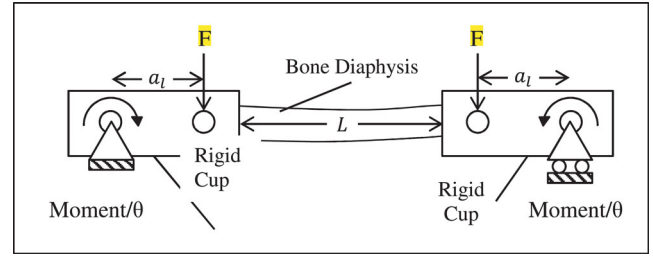 F
F
a_l
Bone Diaphysis
a_l
L
Rigid
Cup
Rigid
Cup
Moment/θ
Moment/θ